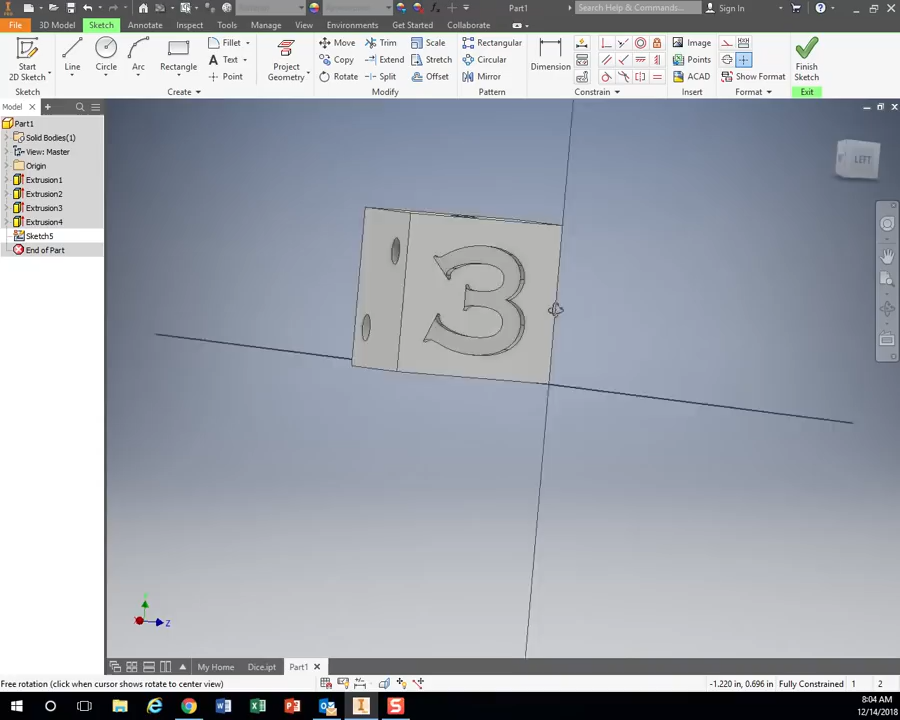 Part1
Search Help & Commands...
Sign In
File
3D Model
Sketch
Annotate
Inspect
Tools
Manage
View
Environments
Get Started
Collaborate
Start
2D Sketch
Line
Circle
Arc
Rectangle
Fillet
Text
Point
Project
Geometry
Move
Copy
Rotate
Trim
Extend
Split
Scale
Stretch
Offset
Rectangular
Circular
Mirror
Dimension
Image
Points
ACAD
Show Format
Finish
Sketch
Sketch
Create
Modify
Pattern
Constrain
Insert
Format
Exit
Model
Part1
Solid Bodies(1)
View: Master
Origin
Extrusion1
Extrusion2
Extrusion3
Extrusion4
Sketch5
End of Part
LEFT
3
Z
My Home
Dice.ipt
Part1
Free rotation (click when cursor shows rotate to center view)
-1.220 in, 0.696 in
Fully Constrained
1
2
8:04 AM
12/14/2018